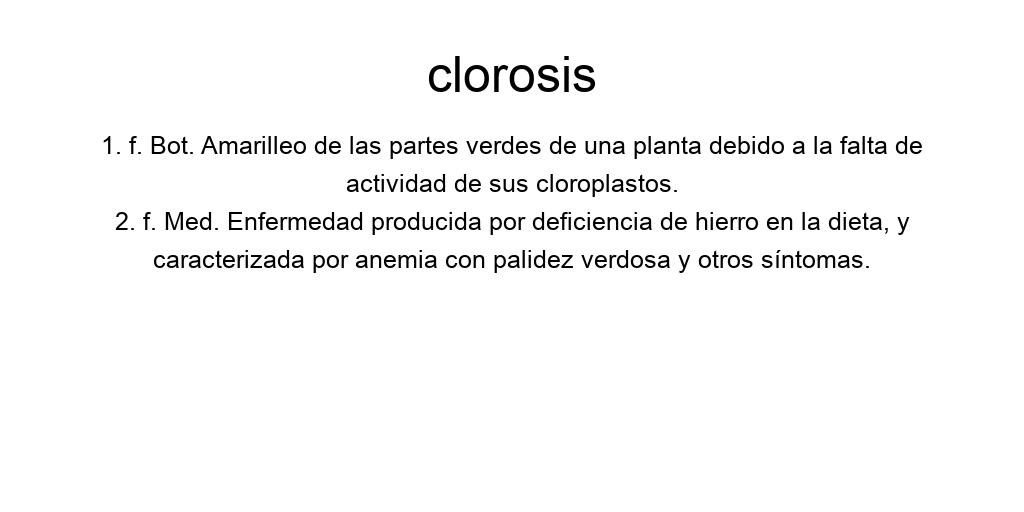 clorosis
1. f. Bot. Amarilleo de las partes verdes de una planta debido a la falta de
actividad de sus cloroplastos.
2. f. Med. Enfermedad producida por deficiencia de hierro en la dieta, y
caracterizada por anemia con palidez verdosa y otros síntomas.